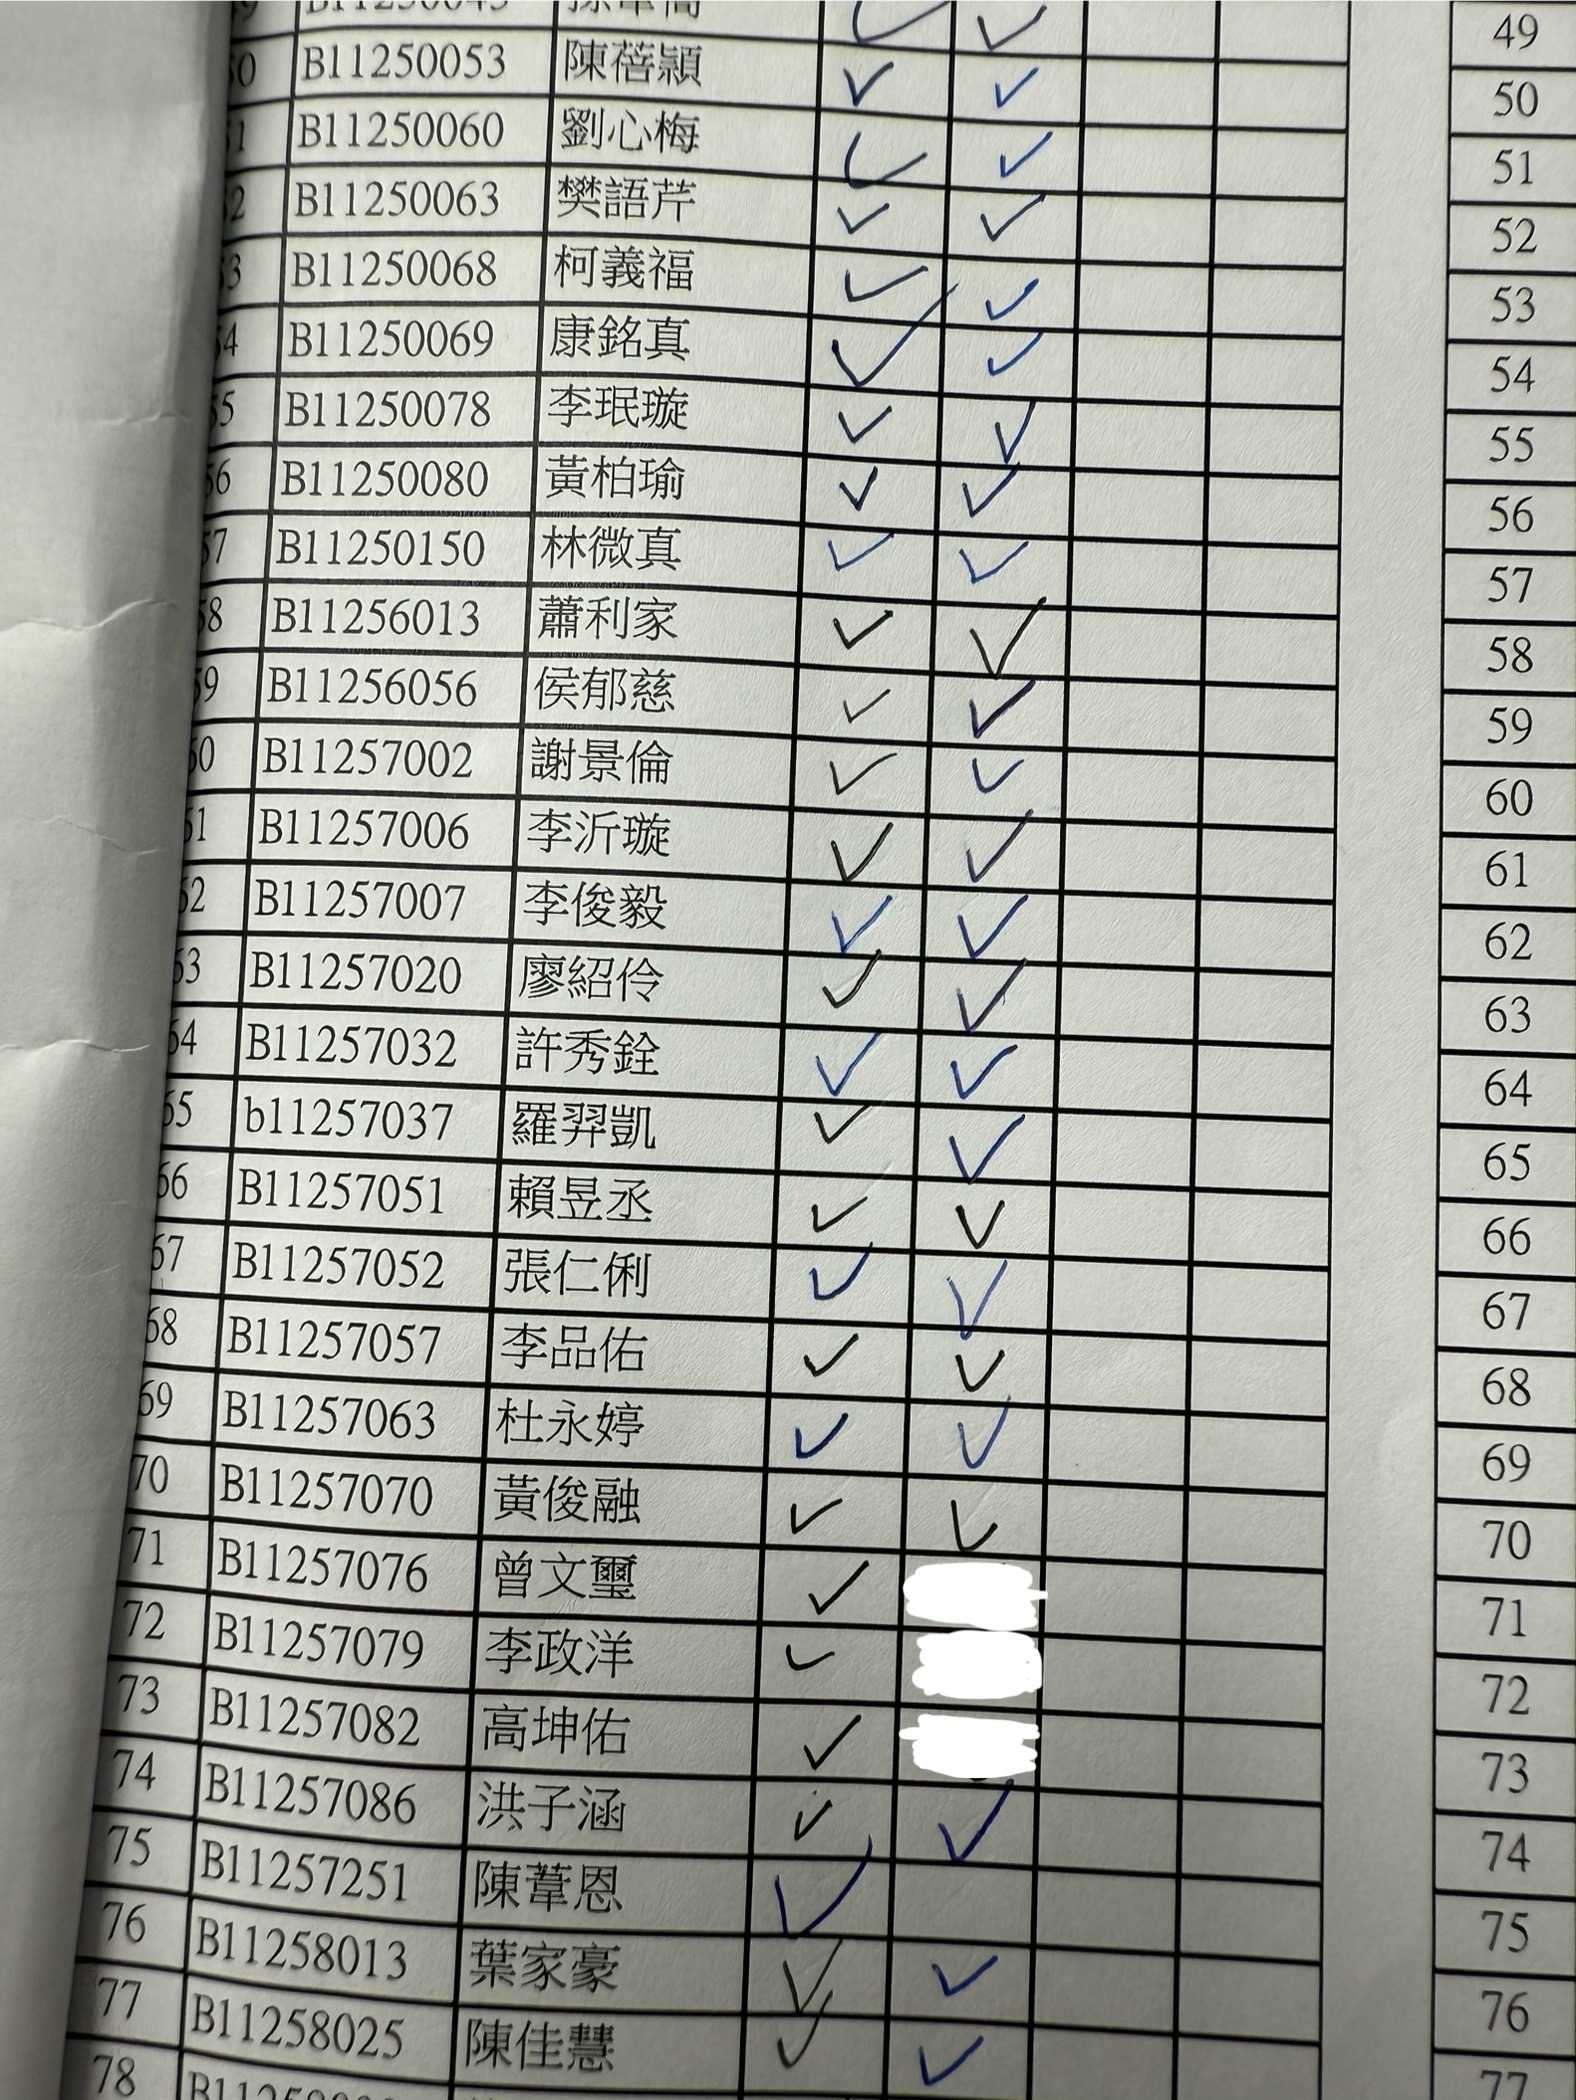 50 B11250053 陳蓓穎 ✓ ✓ 49
51 B11250060 劉心梅 ✓ ✓ 50
52 B11250063 樊語芹 ✓ ✓ 51
53 B11250068 柯義福 ✓ ✓ 52
54 B11250069 康銘真 ✓ ✓ 53
55 B11250078 李珉璇 ✓ ✓ 54
56 B11250080 黃柏瑜 ✓ ✓ 55
57 B11250150 林微真 ✓ ✓ 56
58 B11256013 蕭利家 ✓ ✓ 57
59 B11256056 侯郁慈 ✓ ✓ 58
60 B11257002 謝景倫 ✓ ✓ 59
61 B11257006 李沂璇 ✓ ✓ 60
62 B11257007 李俊毅 ✓ ✓ 61
63 B11257020 廖紹伶 ✓ ✓ 62
64 B11257032 許秀銓 ✓ ✓ 63
65 b11257037 羅羿凱 ✓ ✓ 64
66 B11257051 賴昱丞 ✓ ✓ 65
67 B11257052 張仁俐 ✓ ✓ 66
68 B11257057 李品佑 ✓ ✓ 67
69 B11257063 杜永婷 ✓ ✓ 68
70 B11257070 黃俊融 ✓ ✓ 69
71 B11257076 曾文璽 ✓ 70
72 B11257079 李政洋 ✓ 71
73 B11257082 高坤佑 ✓ 72
74 B11257086 洪子涵 ✓ ✓ 73
75 B11257251 陳葦恩 ✓ 74
76 B11258013 葉家豪 ✓ ✓ 75
77 B11258025 陳佳慧 ✓ ✓ 76
78 77